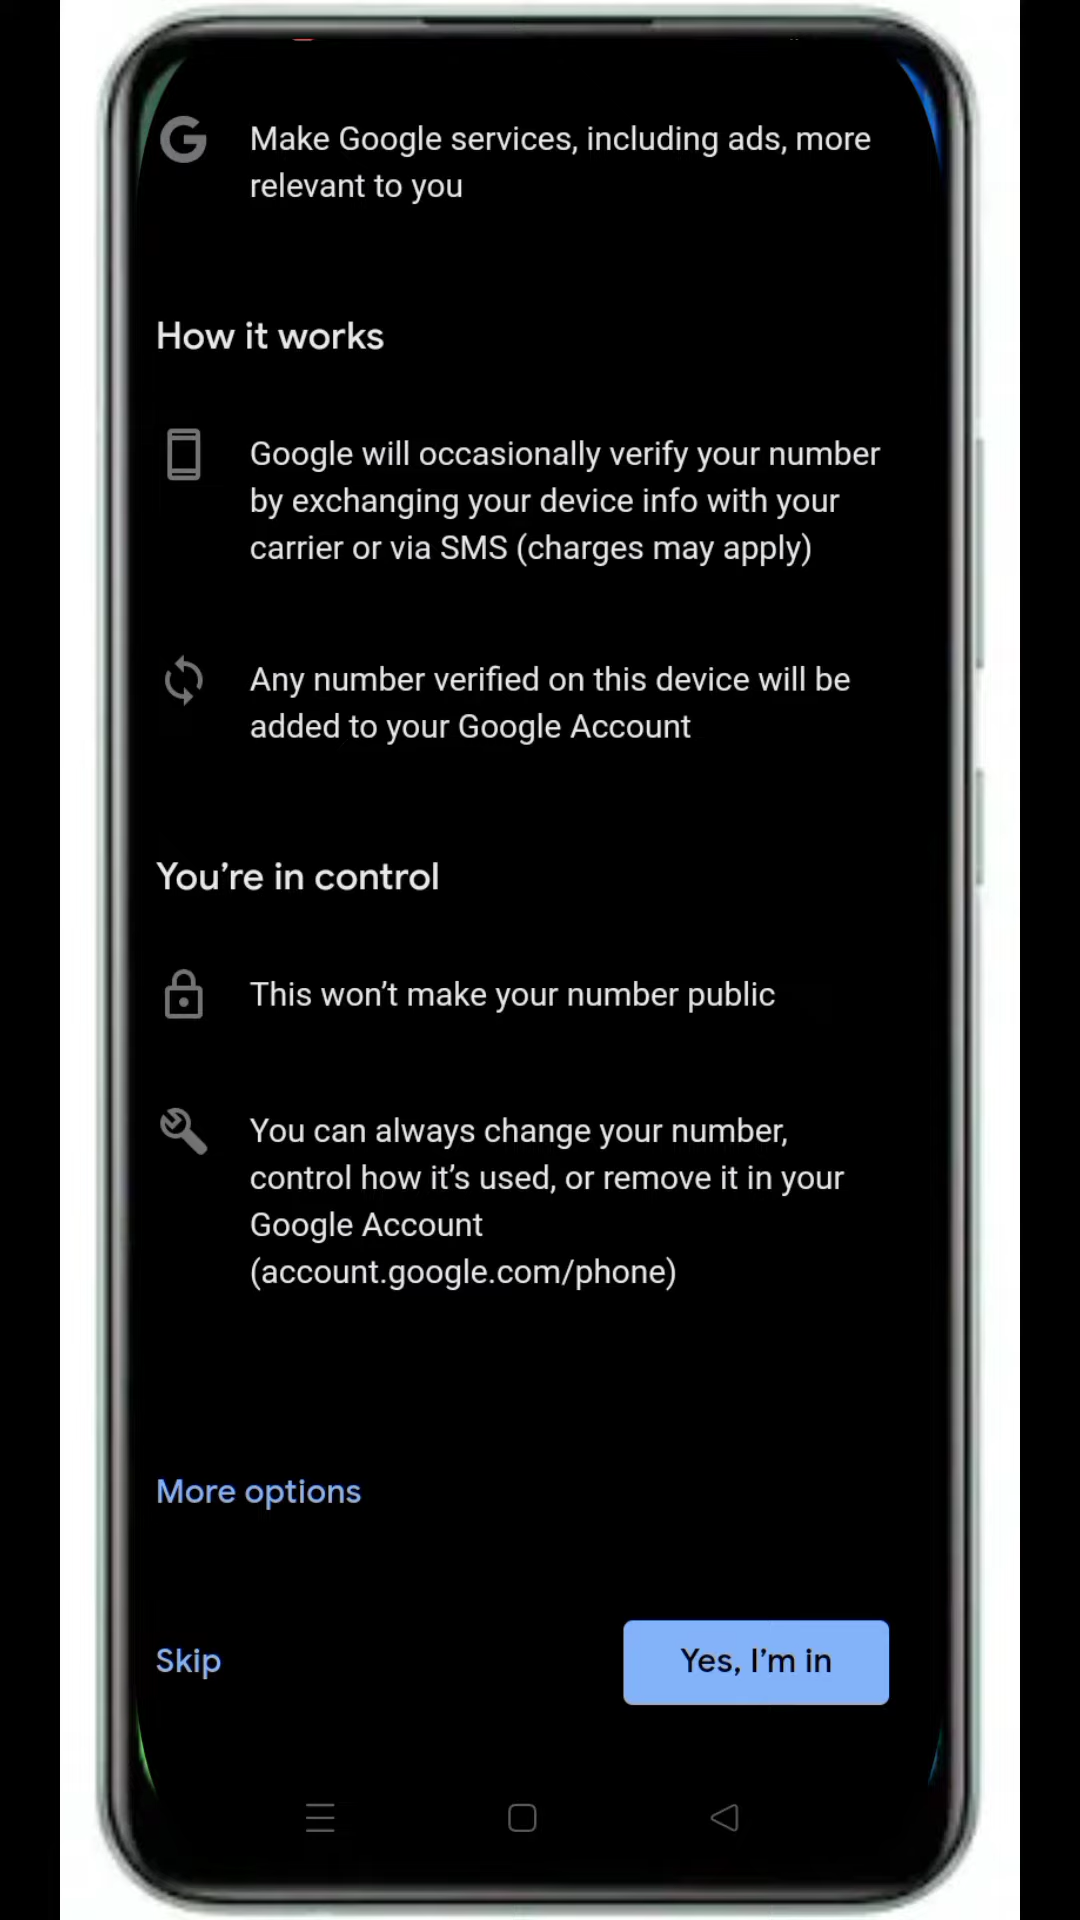 Make Google services, including ads, more
relevant to you
How it works
Google will occasionally verify your number
by exchanging your device info with your
carrier or via SMS (charges may apply)
Any number verified on this device will be
added to your Google Account
You’re in control
This won’t make your number public
You can always change your number,
control how it’s used, or remove it in your
Google Account
(account.google.com/phone)
More options
Skip
Yes, I’m in